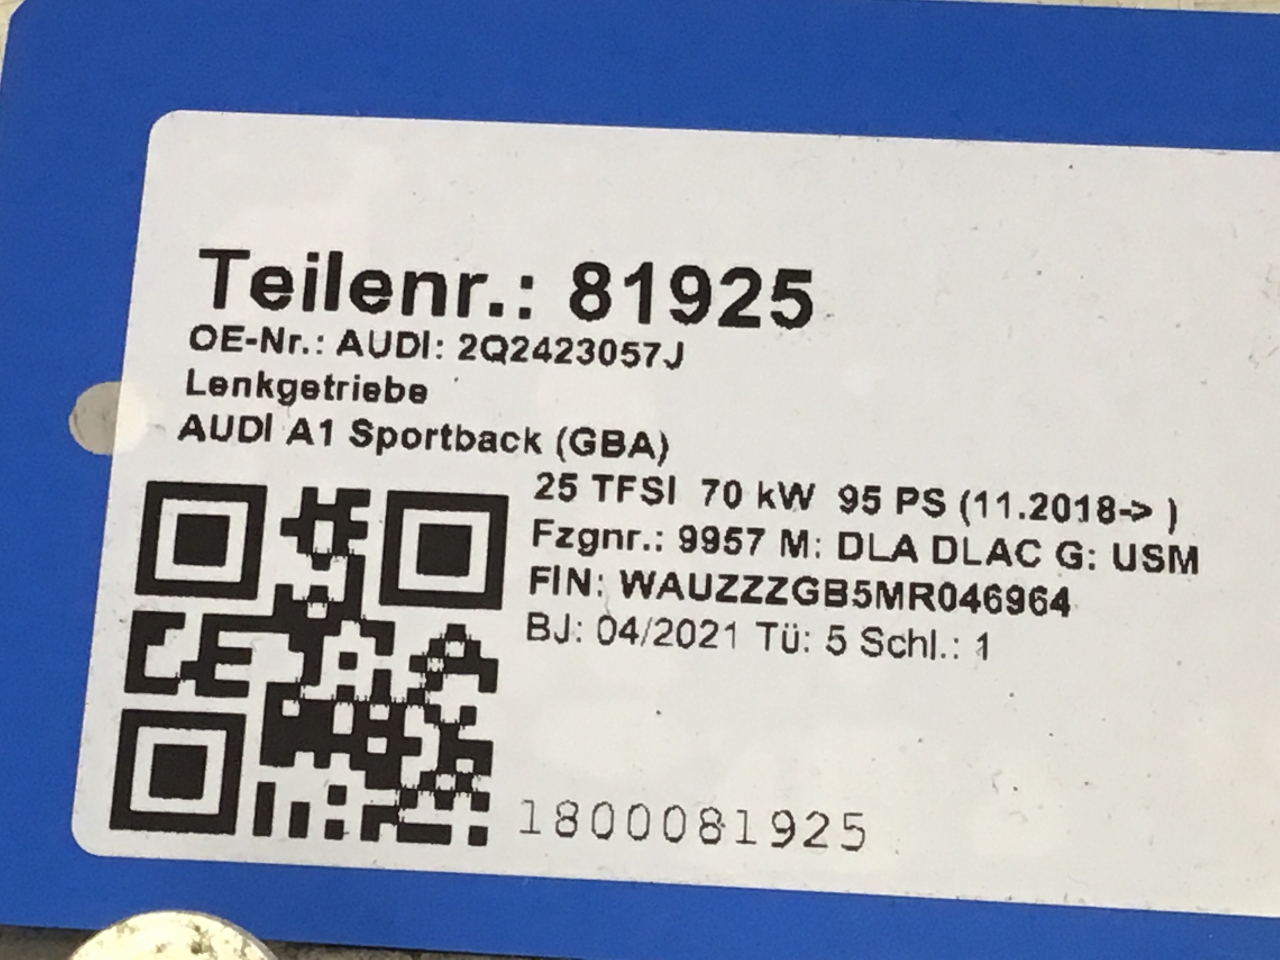 Teilenr.: 81925
OE-Nr.: AUDI: 2Q2423057J
Lenkgetriebe
AUDI A1 Sportback (GBA)
25 TFSI 70 kW 95 PS (11.2018-> )
Fzgnr.: 9957 M: DLA DLAC G: USM
FIN: WAUZZZGB5MR046964
BJ: 04/2021 Tü: 5 Schl.: 1
1800081925